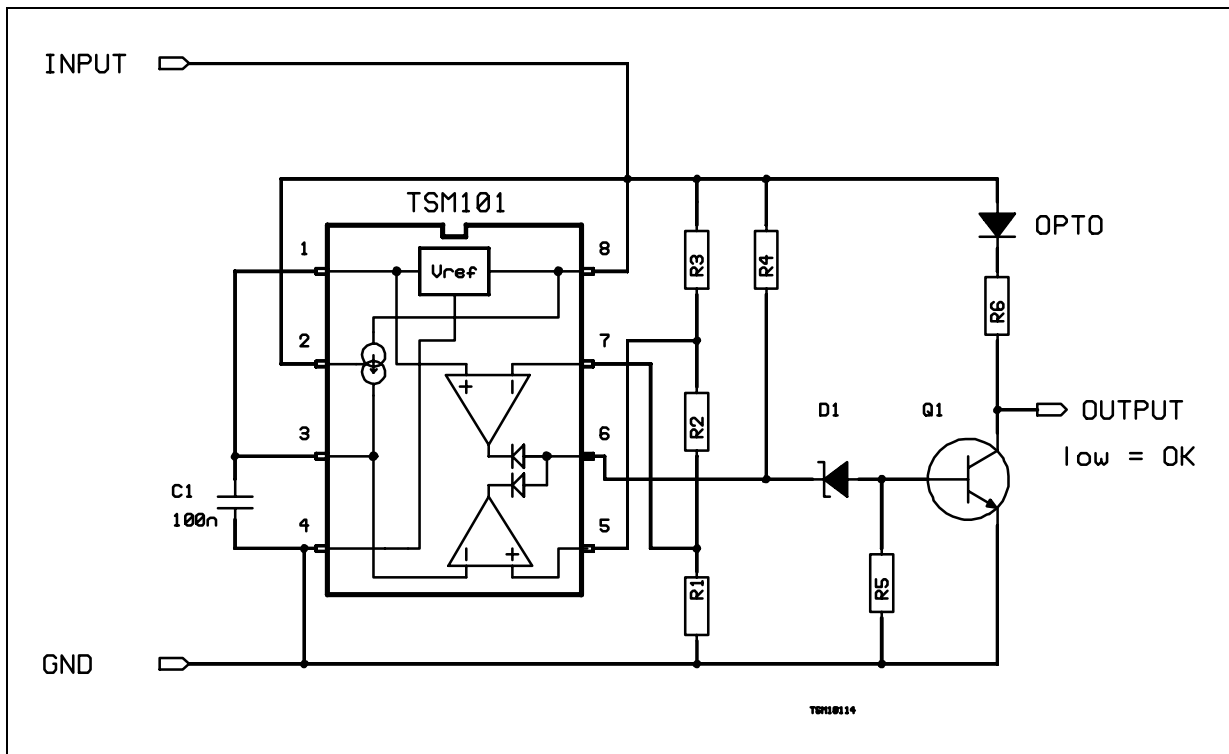 INPUT
TSM101
OPTO
1
8
Vref
R3
R4
R6
2
7
+
-
D1
Q1
OUTPUT
3
6
R2
low = OK
C1
100n
4
5
-
+
R1
R5
GND
TSM10114